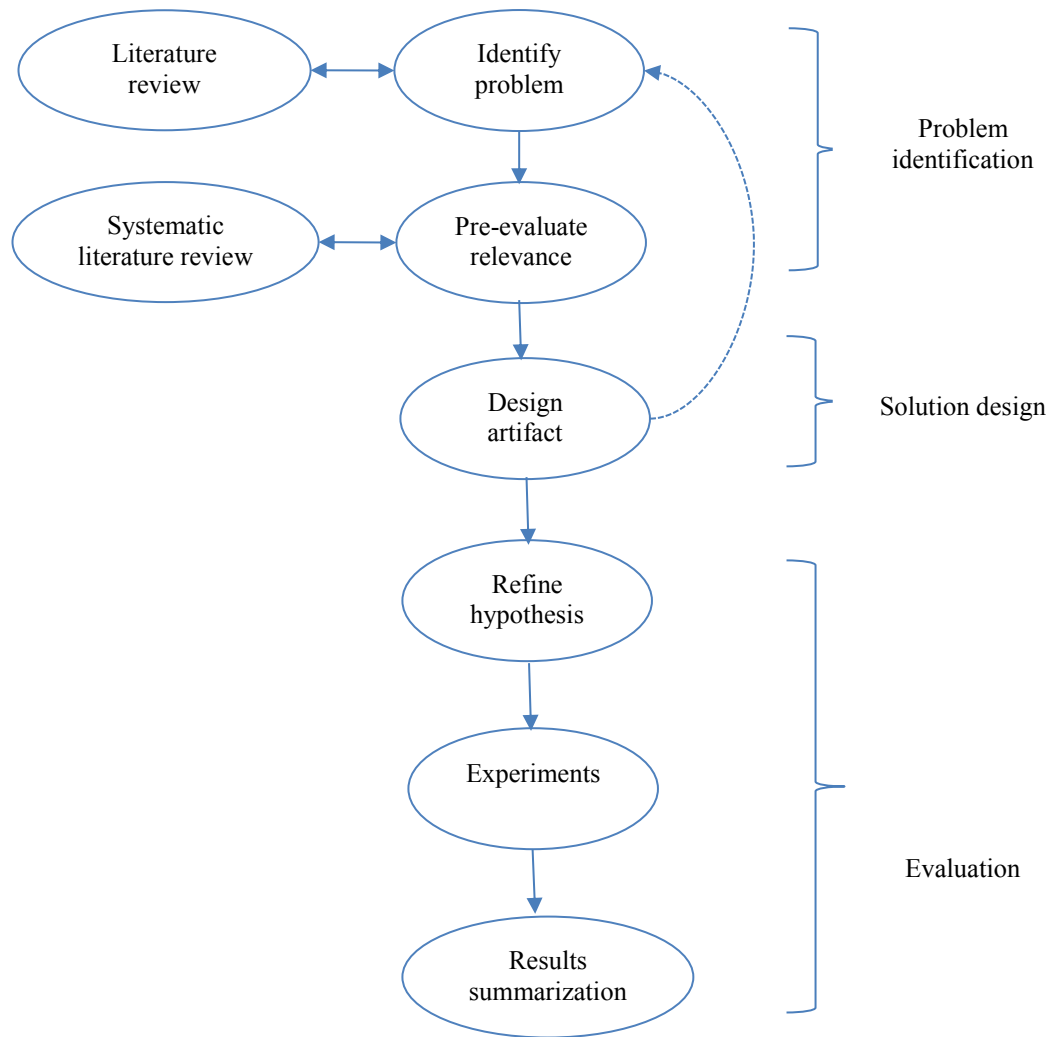 Literature
review
Identify
problem
Problem
identification
Systematic
literature review
Pre-evaluate
relevance
Design
artifact
Solution design
Refine
hypothesis
Experiments
Evaluation
Results
summarization